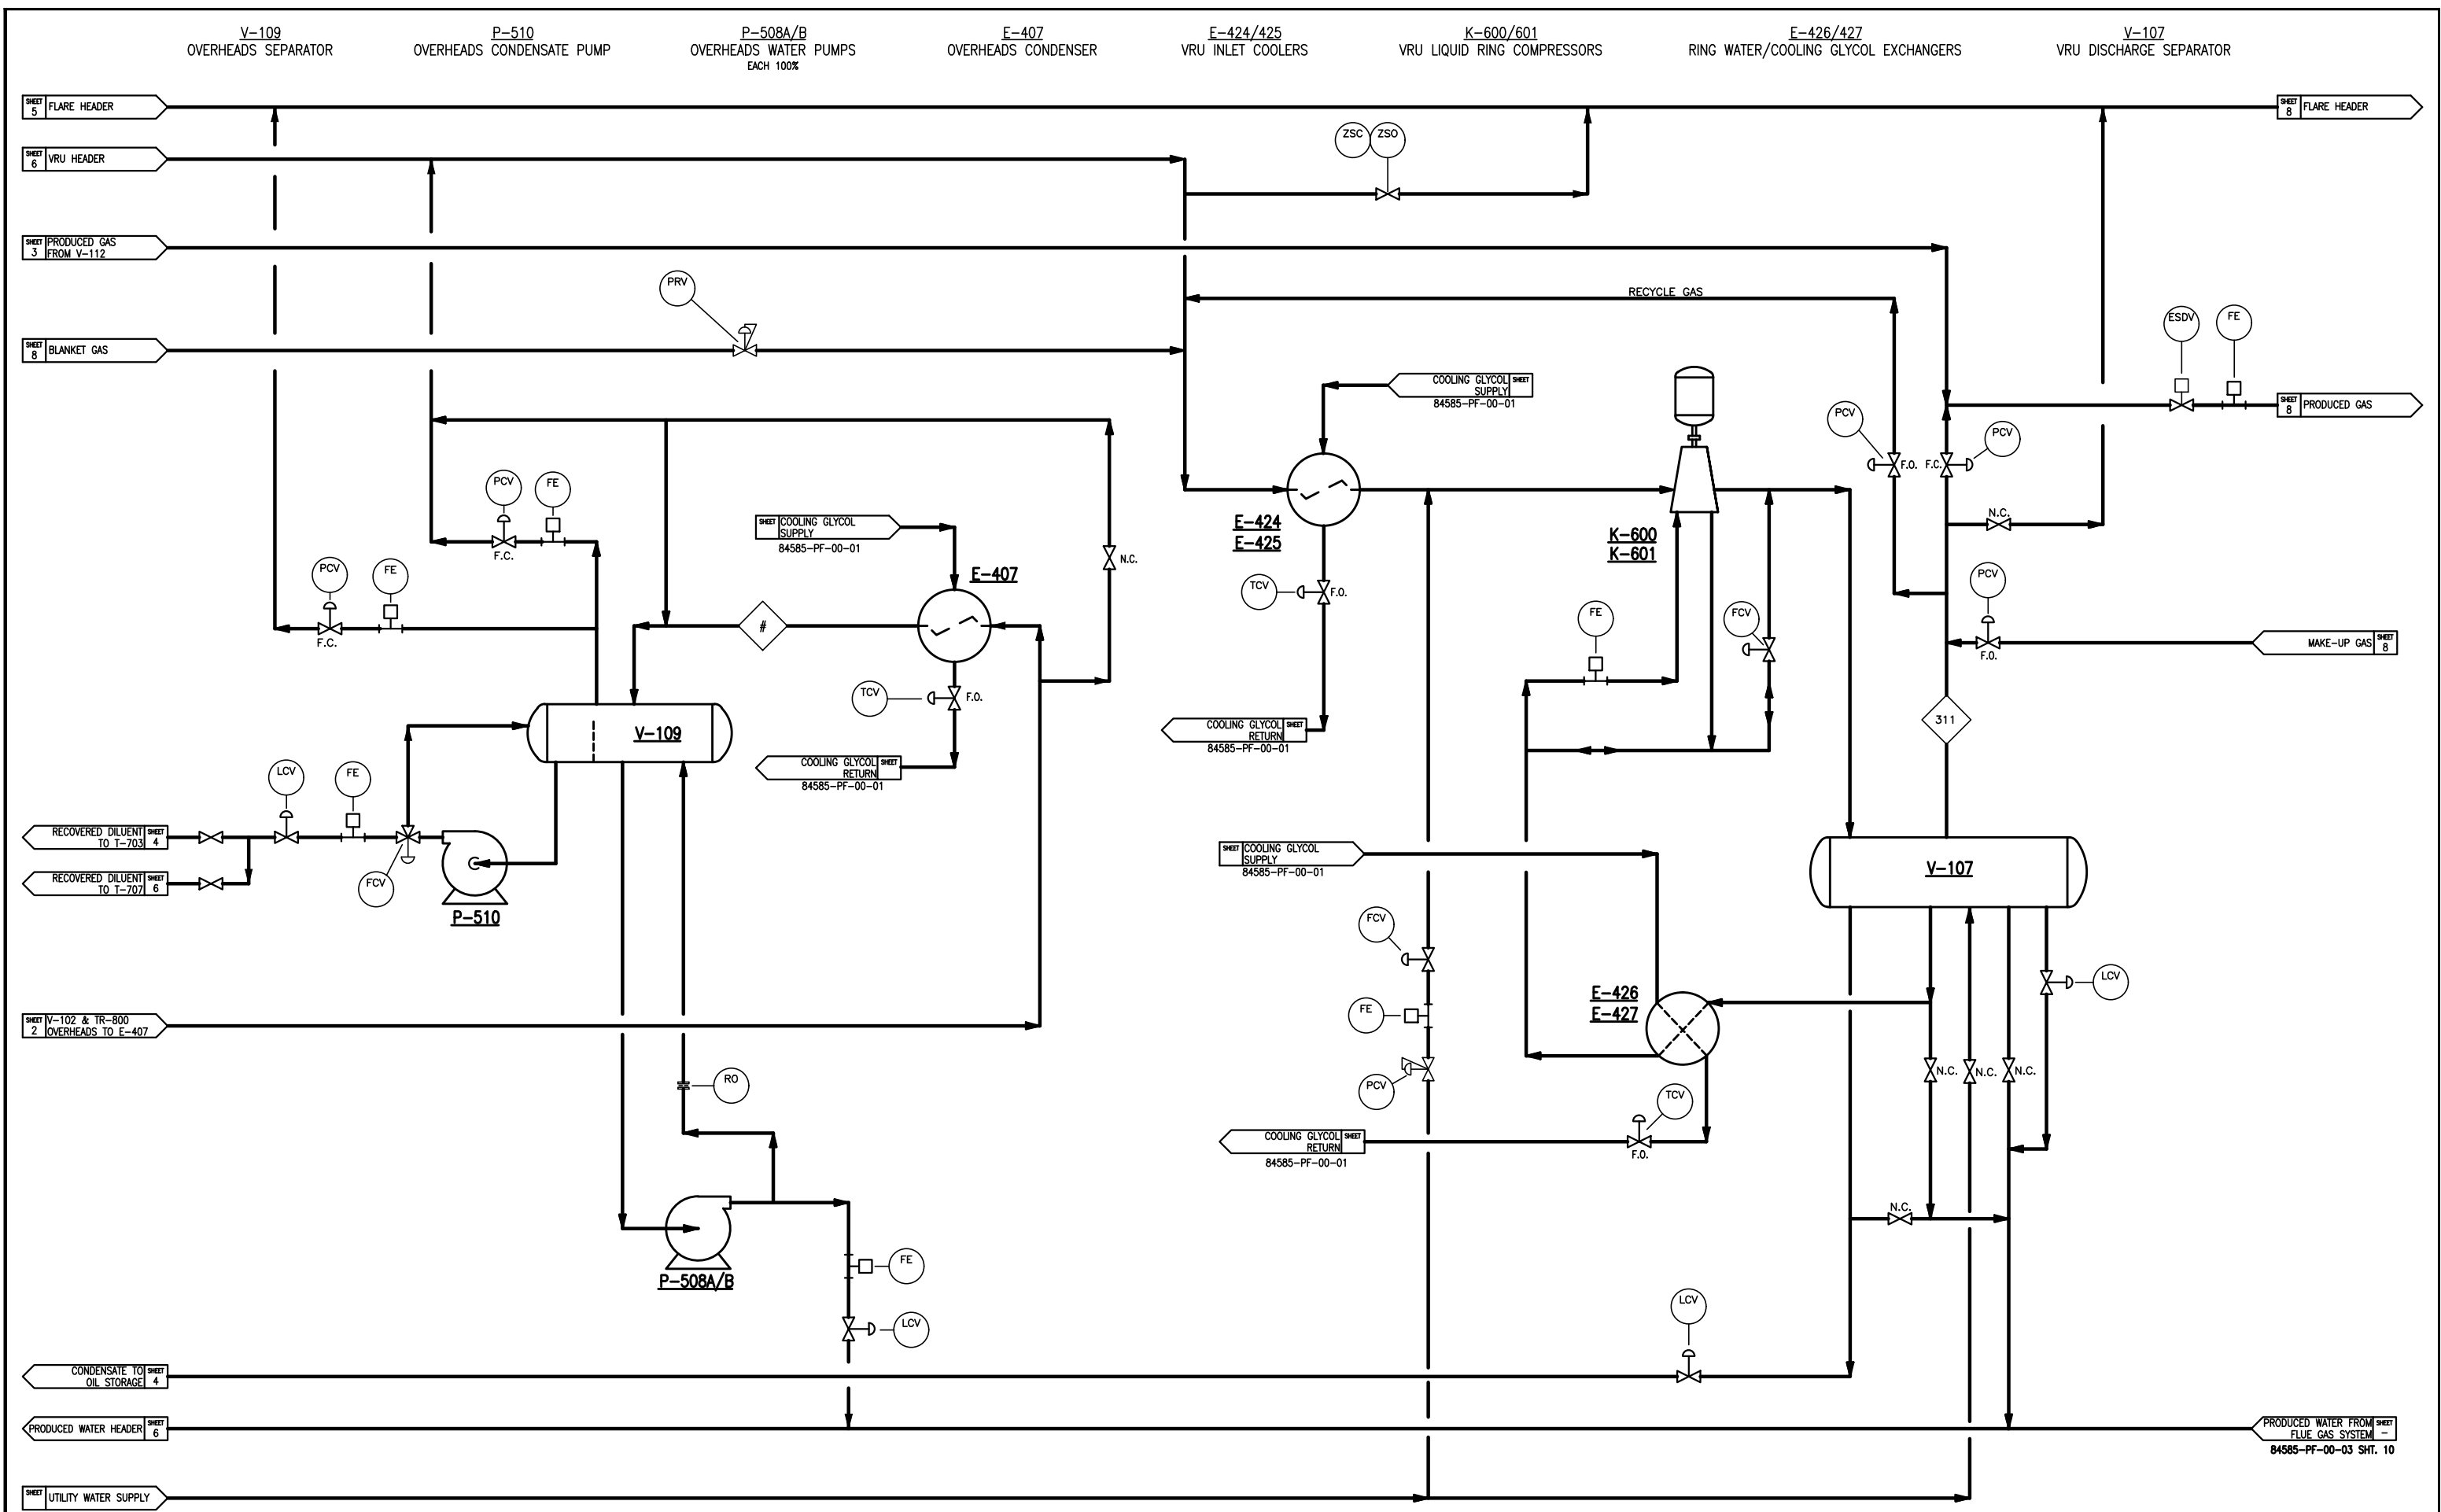 V-109
OVERHEADS SEPARATOR
P-510
OVERHEADS CONDENSATE PUMP
P-508A/B
OVERHEADS WATER PUMPS
EACH 100%
E-407
OVERHEADS CONDENSER
E-424/425
VRU INLET COOLERS
K-600/601
VRU LIQUID RING COMPRESSORS
E-426/427
RING WATER/COOLING GLYCOL EXCHANGERS
V-107
VRU DISCHARGE SEPARATOR
SHEET 5 FLARE HEADER
SHEET 8 FLARE HEADER
ZSC
ZSO
SHEET 6 VRU HEADER
SHEET 3
PRODUCED GAS
FROM V-112
PRV
RECYCLE GAS
ESDV
FE
SHEET 8 BLANKET GAS
COOLING GLYCOL
SUPPLY
SHEET
84585-PF-00-01
SHEET 8 PRODUCED GAS
PCV
F.O.
F.C.
PCV
PCV
FE
F.C.
SHEET
COOLING GLYCOL
SUPPLY
84585-PF-00-01
E-424
E-425
K-600
K-601
N.C.
N.C.
PCV
FE
F.C.
E-407
TCV
F.O.
FE
FCV
PCV
F.O.
MAKE-UP GAS SHEET 8
#
TCV
F.O.
311
V-109
COOLING GLYCOL
RETURN
SHEET
84585-PF-00-01
COOLING GLYCOL
RETURN
SHEET
84585-PF-00-01
LCV
FE
RECOVERED DILUENT
TO T-703
SHEET 4
RECOVERED DILUENT
TO T-707
SHEET 6
FCV
P-510
SHEET
COOLING GLYCOL
SUPPLY
84585-PF-00-01
V-107
FCV
LCV
E-426
E-427
FE
SHEET 2
V-102 & TR-800
OVERHEADS TO E-407
RO
PCV
TCV
N.C.
N.C.
N.C.
COOLING GLYCOL
RETURN
SHEET
84585-PF-00-01
F.O.
N.C.
P-508A/B
FE
LCV
LCV
CONDENSATE TO
OIL STORAGE
SHEET 4
PRODUCED WATER HEADER SHEET 6
PRODUCED WATER FROM
FLUE GAS SYSTEM
SHEET -
84585-PF-00-03 SHT. 10
SHEET UTILITY WATER SUPPLY